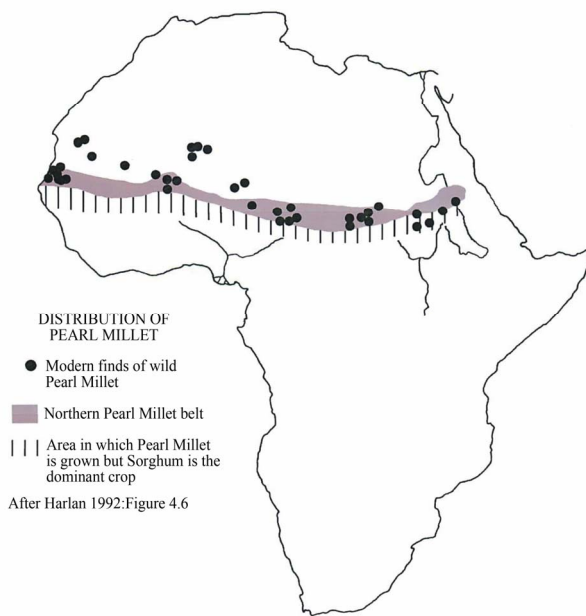 DISTRIBUTION OF
PEARL MILLET
Modern finds of wild
Pearl Millet
Northern Pearl Millet belt
Area in which Pearl Millet
is grown but Sorghum is the
dominant crop
After Harlan 1992:Figure 4.6